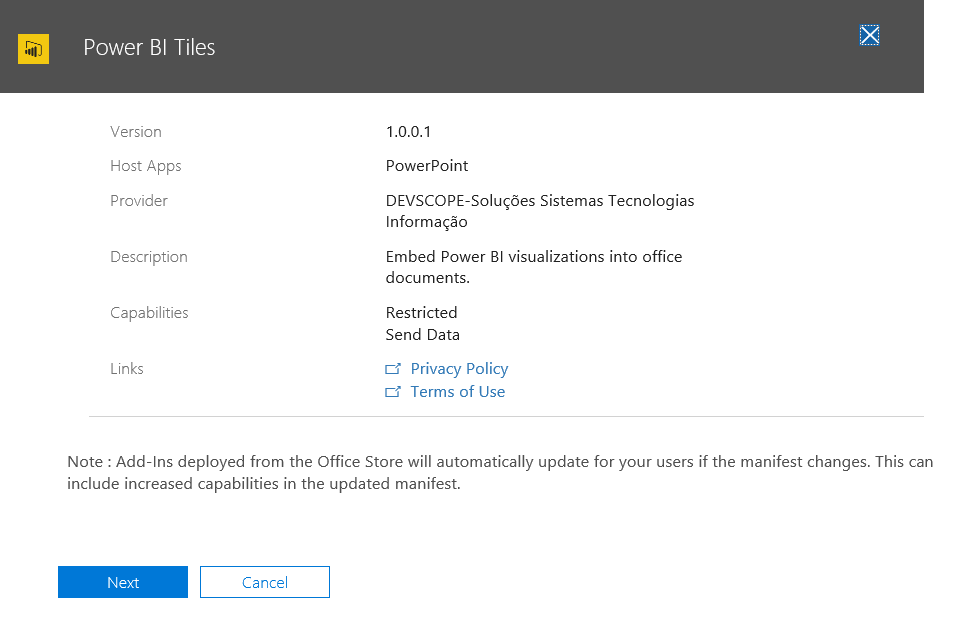 Power BI Tiles
Version 1.0.0.1
Host Apps PowerPoint
Provider DEVSCOPE-Soluções Sistemas Tecnologias
Informação
Description Embed Power BI visualizations into office
documents.
Capabilities Restricted
Send Data
Links Privacy Policy
Terms of Use
Note : Add-Ins deployed from the Office Store will automatically update for your users if the manifest changes. This can
include increased capabilities in the updated manifest.
Next Cancel